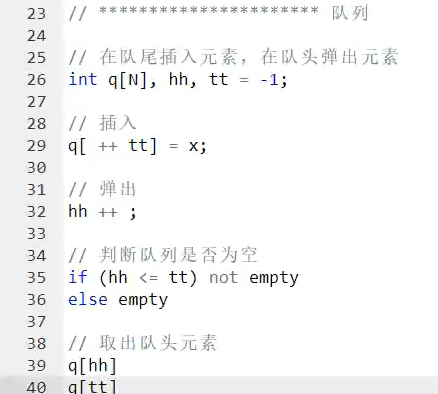 23 // ********************** 队列
24
25 // 在队尾插入元素，在队头弹出元素
26 int q[N], hh, tt = -1;
27
28 // 插入
29 q[ ++ tt] = x;
30
31 // 弹出
32 hh ++ ;
33
34 // 判断队列是否为空
35 if (hh <= tt) not empty
36 else empty
37
38 // 取出队头元素
39 q[hh]
40 q[tt]